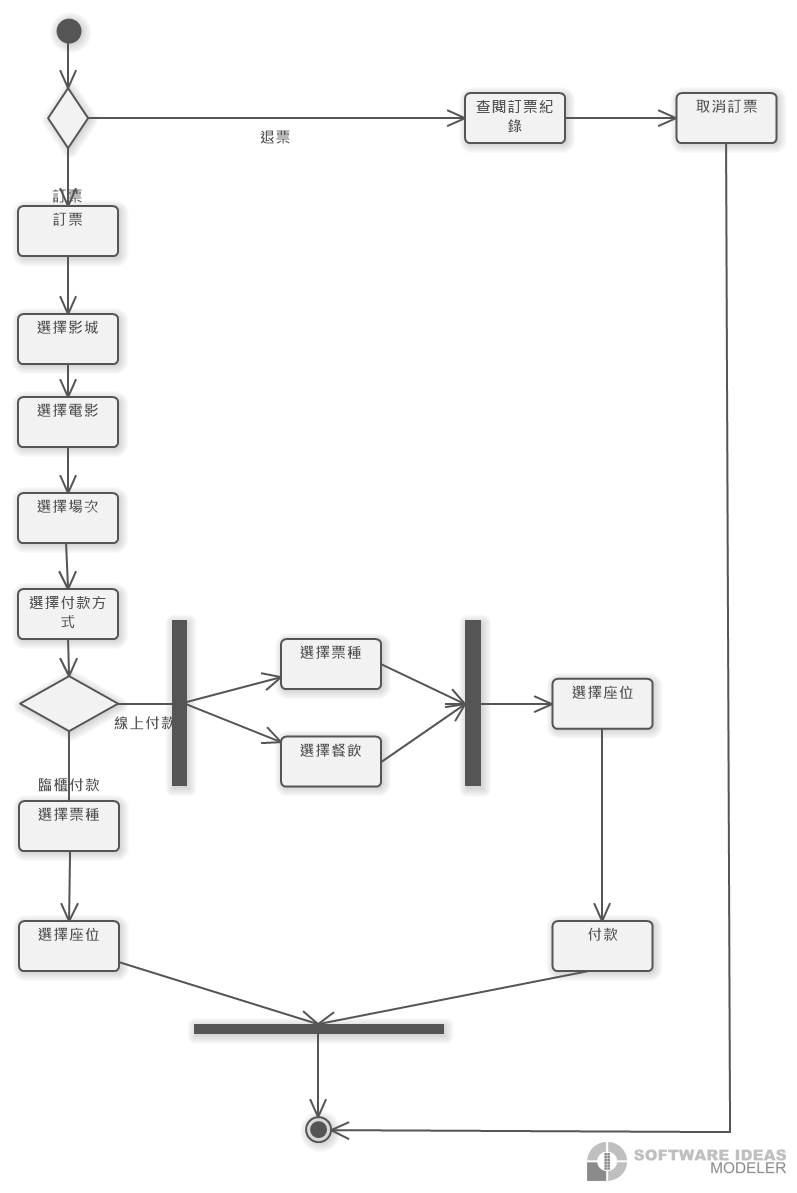 查閱訂票紀
錄
取消訂票
退票
訂票
訂票
選擇影城
選擇電影
選擇場次
選擇付款方
式
選擇票種
選擇座位
線上付款
選擇餐飲
臨櫃付款
選擇票種
選擇座位
付款
SOFTWARE IDEAS
MODELER